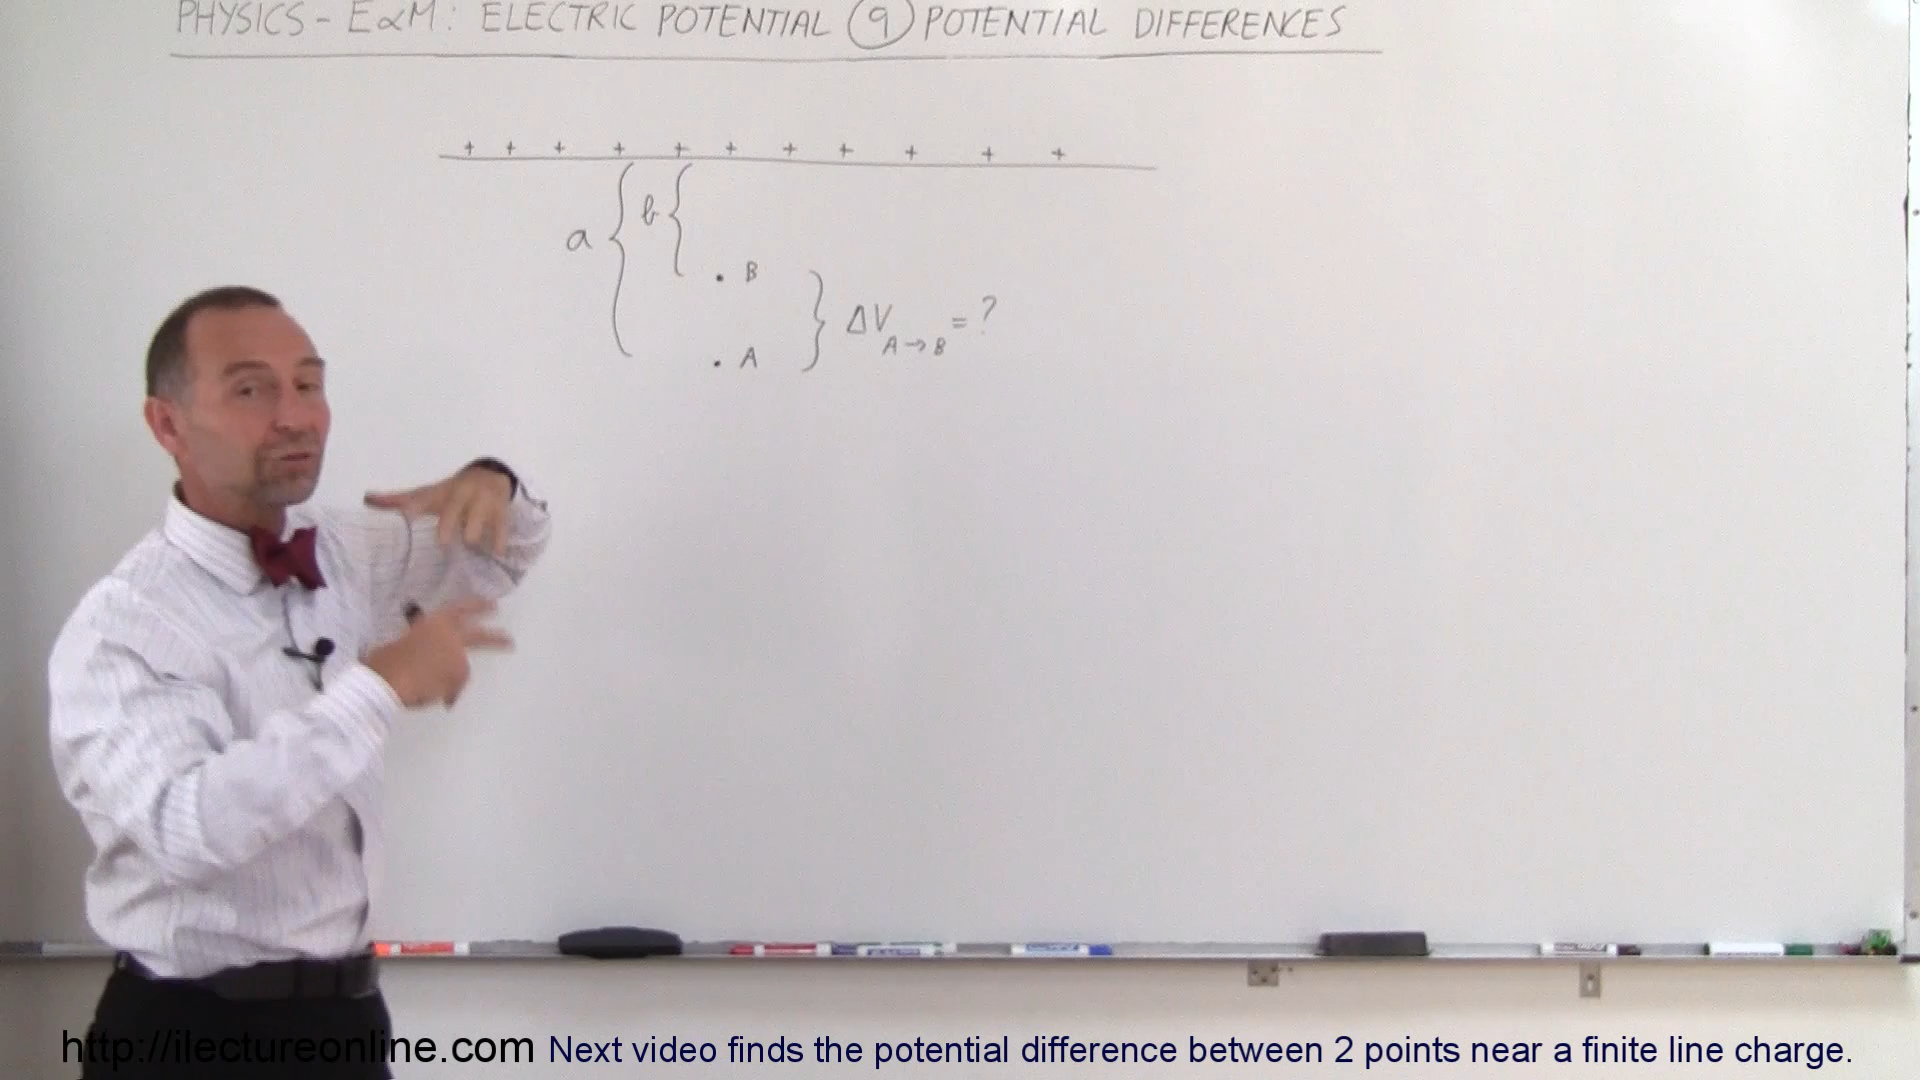 PHYSICS - E&M: ELECTRIC POTENTIAL 9 POTENTIAL DIFFERENCES
+ + + + + + + + + + +
a { b {
. B
} ΔV A→B = ?
. A
http://ilectureonline.com Next video finds the potential difference between 2 points near a finite line charge.